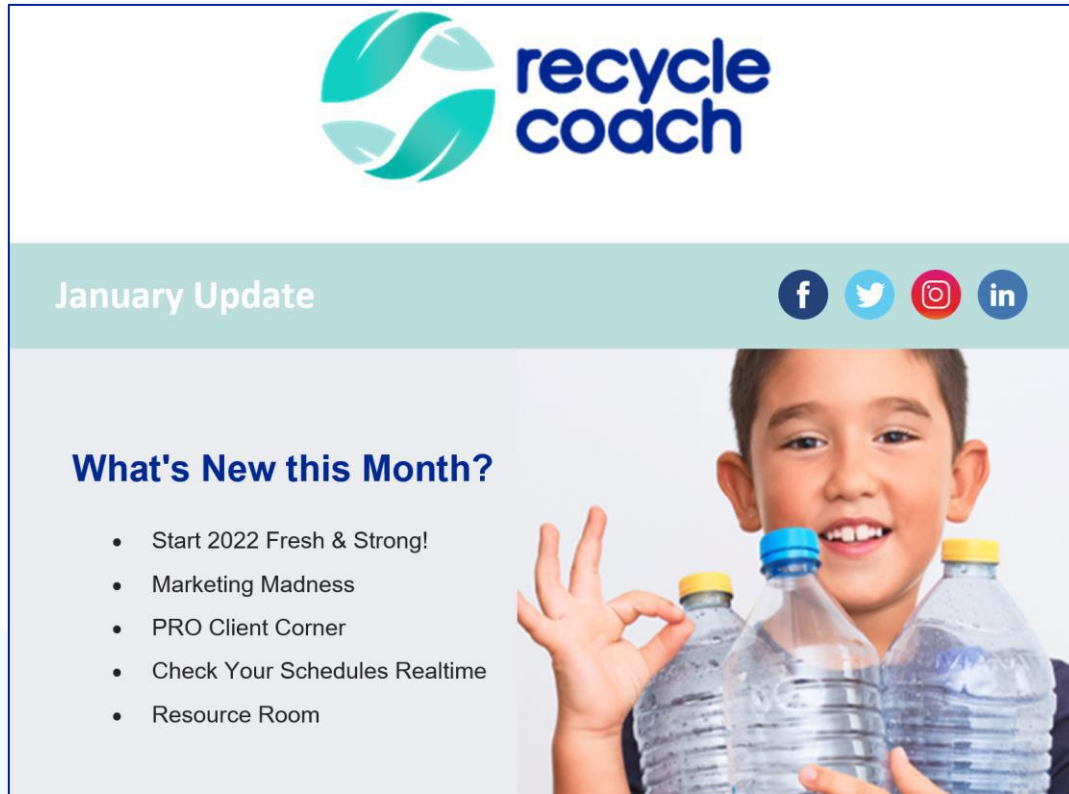 recycle
coach
January Update
What's New this Month?
• Start 2022 Fresh & Strong!
• Marketing Madness
• PRO Client Corner
• Check Your Schedules Realtime
• Resource Room